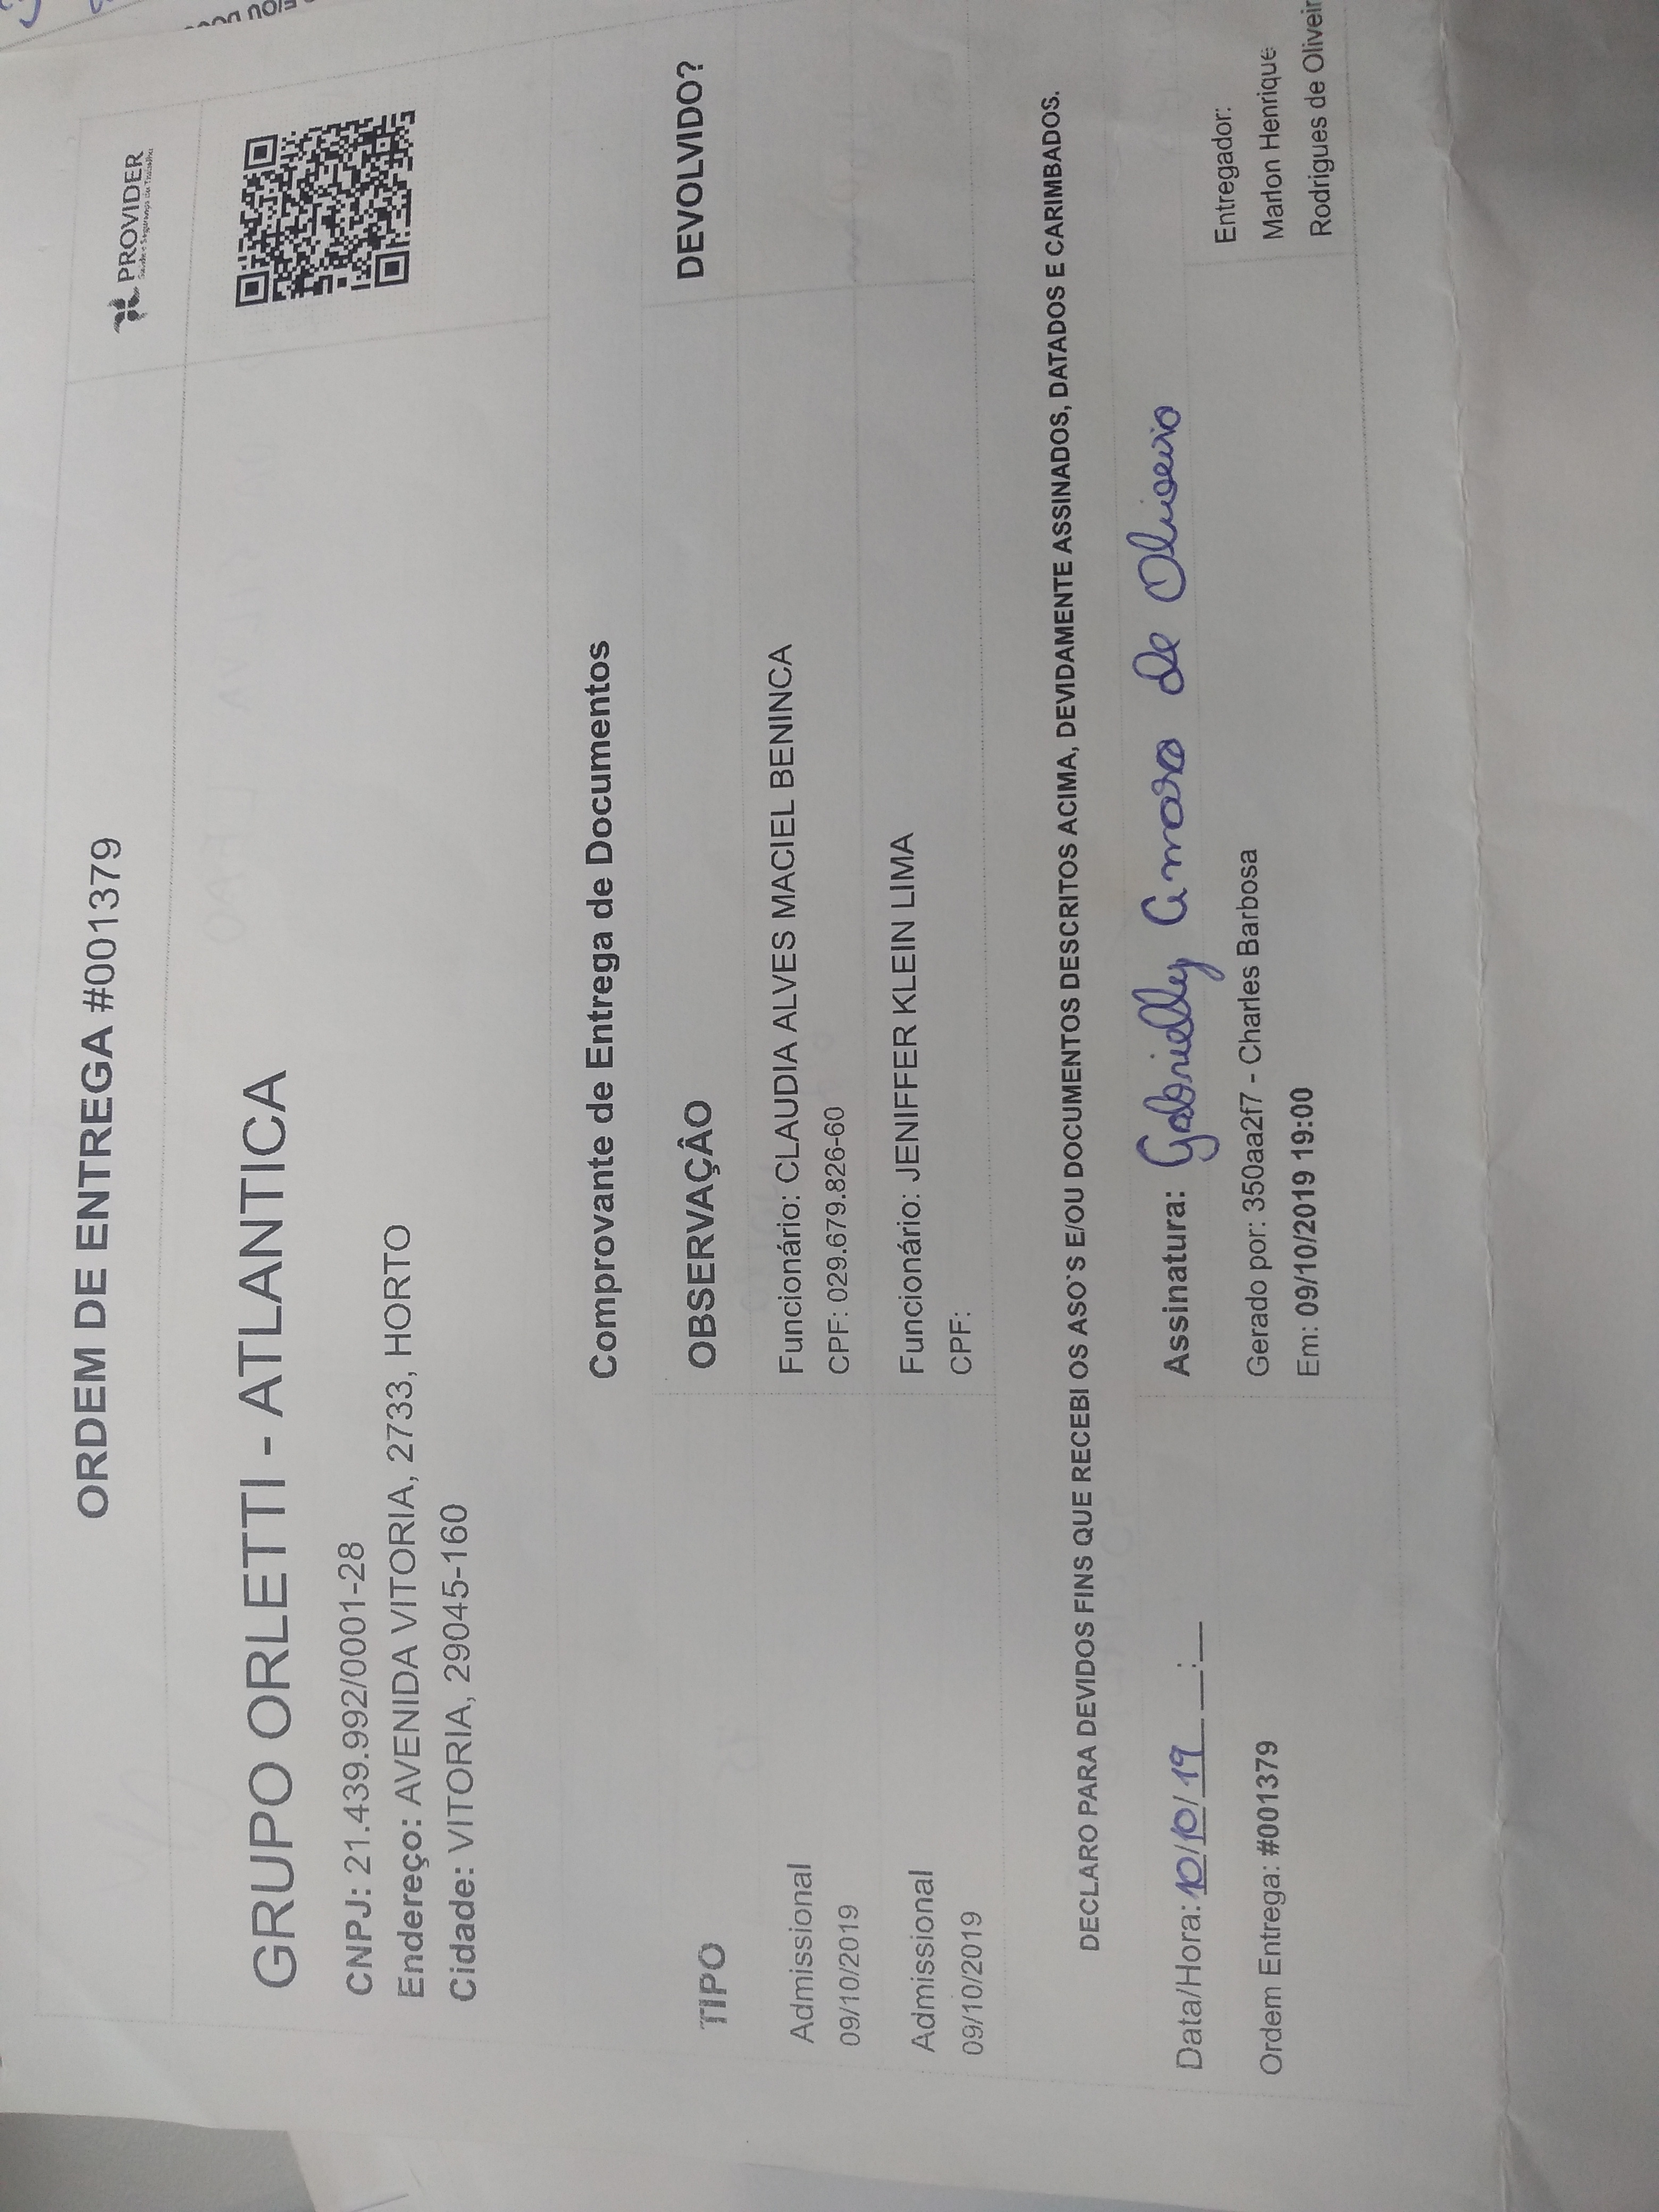 ORDEM DE ENTREGA #001379
PROVIDER
Saúde e Segurança do Trabalho
GRUPO ORLETTI - ATLANTICA
CNPJ: 21.439.992/0001-28
Endereço: AVENIDA VITORIA, 2733, HORTO
Cidade: VITORIA, 29045-160
Comprovante de Entrega de Documentos
TIPO OBSERVAÇÂO DEVOLVIDO?
Admissional Funcionário: CLAUDIA ALVES MACIEL BENINCA
09/10/2019 CPF: 029.679.826-60
Admissional Funcionário: JENIFFER KLEIN LIMA
09/10/2019 CPF:
DECLARO PARA DEVIDOS FINS QUE RECEBI OS ASO`S E/OU DOCUMENTOS DESCRITOS ACIMA, DEVIDAMENTE ASSINADOS, DATADOS E CARIMBADOS.
Data/Hora: 10/10/19 __:__ Assinatura: Gabrielly Amara de Oliveira
Ordem Entrega: #001379 Gerado por: 350aa2f7 - Charles Barbosa
Em: 09/10/2019 19:00
Entregador:
Marlon Henrique
Rodrigues de Oliveir